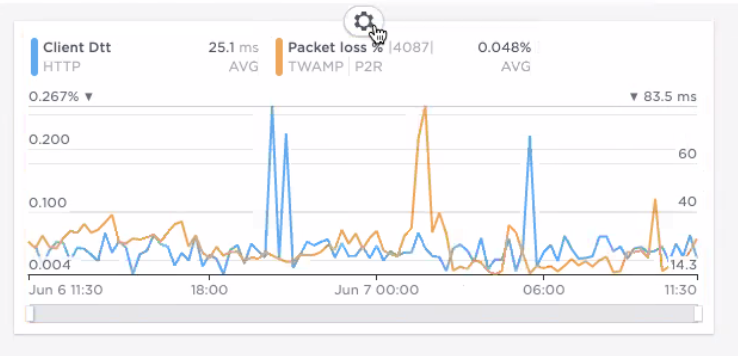 Client Dtt 25.1 ms Packet loss % |4087| 0.048%
HTTP AVG TWAMP | P2R AVG
0.267% ▼ ▼ 83.5 ms
0.200 60
0.100 40
0.004 14.3
Jun 6 11:30 18:00 Jun 7 00:00 06:00 11:30